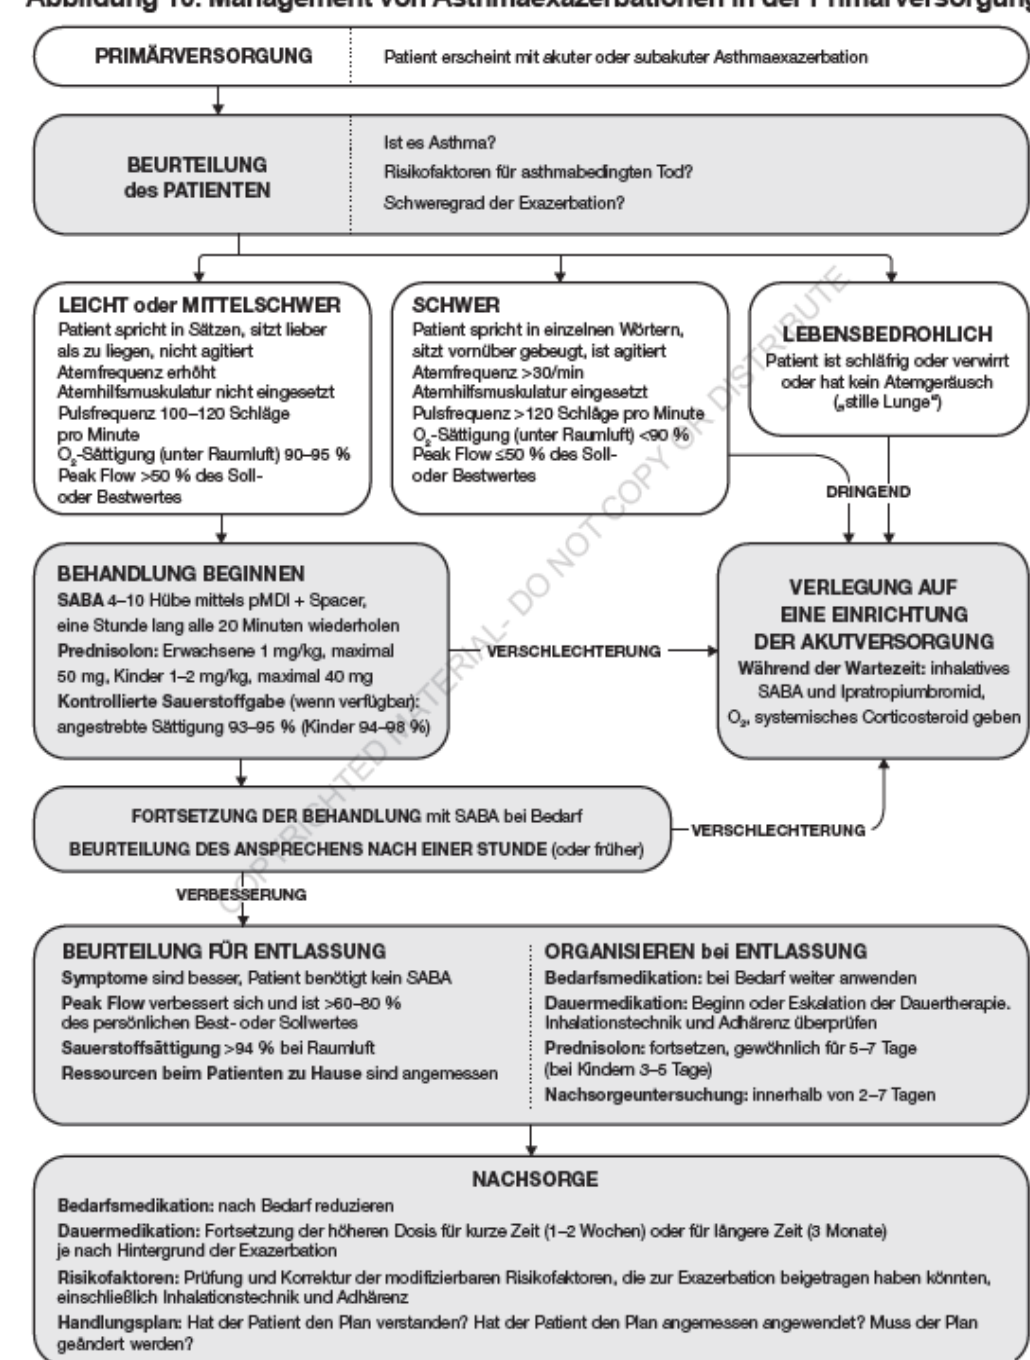 Abbildung 10: Management von Asthmaexazerbationen in der Primärversorgung
PRIMÄRVERSORGUNG
Patient erscheint mit akuter oder subakuter Asthmaexazerbation
BEURTEILUNG
des PATIENTEN
Ist es Asthma?
Risikofaktoren für asthmabedingten Tod?
Schweregrad der Exazerbation?
LEICHT oder MITTELSCHWER
Patient spricht in Sätzen, sitzt lieber
als zu liegen, nicht agitiert
Atemfrequenz erhöht
Atemhilfsmuskulatur nicht eingesetzt
Pulsfrequenz 100–120 Schläge
pro Minute
O₂-Sättigung (unter Raumluft) 90–95 %
Peak Flow >50 % des Soll-
oder Bestwertes
SCHWER
Patient spricht in einzelnen Wörtern,
sitzt vornüber gebeugt, ist agitiert
Atemfrequenz >30/min
Atemhilfsmuskulatur eingesetzt
Pulsfrequenz >120 Schläge pro Minute
O₂-Sättigung (unter Raumluft) <90 %
Peak Flow ≤50 % des Soll-
oder Bestwertes
LEBENSBEDROHLICH
Patient ist schläfrig oder verwirrt
oder hat kein Atemgeräusch
(„stille Lunge“)
DRINGEND
BEHANDLUNG BEGINNEN
SABA 4–10 Hübe mittels pMDI + Spacer,
eine Stunde lang alle 20 Minuten wiederholen
Prednisolon: Erwachsene 1 mg/kg, maximal
50 mg, Kinder 1–2 mg/kg, maximal 40 mg
Kontrollierte Sauerstoffgabe (wenn verfügbar):
angestrebte Sättigung 93–95 % (Kinder 94–98 %)
VERSCHLECHTERUNG
VERLEGUNG AUF
EINE EINRICHTUNG
DER AKUTVERSORGUNG
Während der Wartezeit: inhalatives
SABA und Ipratropiumbromid,
O₂, systemisches Corticosteroid geben
FORTSETZUNG DER BEHANDLUNG mit SABA bei Bedarf
BEURTEILUNG DES ANSPRECHENS NACH EINER STUNDE (oder früher)
VERSCHLECHTERUNG
VERBESSERUNG
BEURTEILUNG FÜR ENTLASSUNG
Symptome sind besser, Patient benötigt kein SABA
Peak Flow verbessert sich und ist >60–80 %
des persönlichen Best- oder Sollwertes
Sauerstoffsättigung >94 % bei Raumluft
Ressourcen beim Patienten zu Hause sind angemessen
ORGANISIEREN bei ENTLASSUNG
Bedarfsmedikation: bei Bedarf weiter anwenden
Dauermedikation: Beginn oder Eskalation der Dauertherapie.
Inhalationstechnik und Adhärenz überprüfen
Prednisolon: fortsetzen, gewöhnlich für 5–7 Tage
(bei Kindern 3–5 Tage)
Nachsorgeuntersuchung: innerhalb von 2–7 Tagen
NACHSORGE
Bedarfsmedikation: nach Bedarf reduzieren
Dauermedikation: Fortsetzung der höheren Dosis für kurze Zeit (1–2 Wochen) oder für längere Zeit (3 Monate)
je nach Hintergrund der Exazerbation
Risikofaktoren: Prüfung und Korrektur der modifizierbaren Risikofaktoren, die zur Exazerbation beigetragen haben könnten,
einschließlich Inhalationstechnik und Adhärenz
Handlungsplan: Hat der Patient den Plan verstanden? Hat der Patient den Plan angemessen angewendet? Muss der Plan
geändert werden?
COPYRIGHTED MATERIAL- DO NOT COPY OR DISTRIBUTE